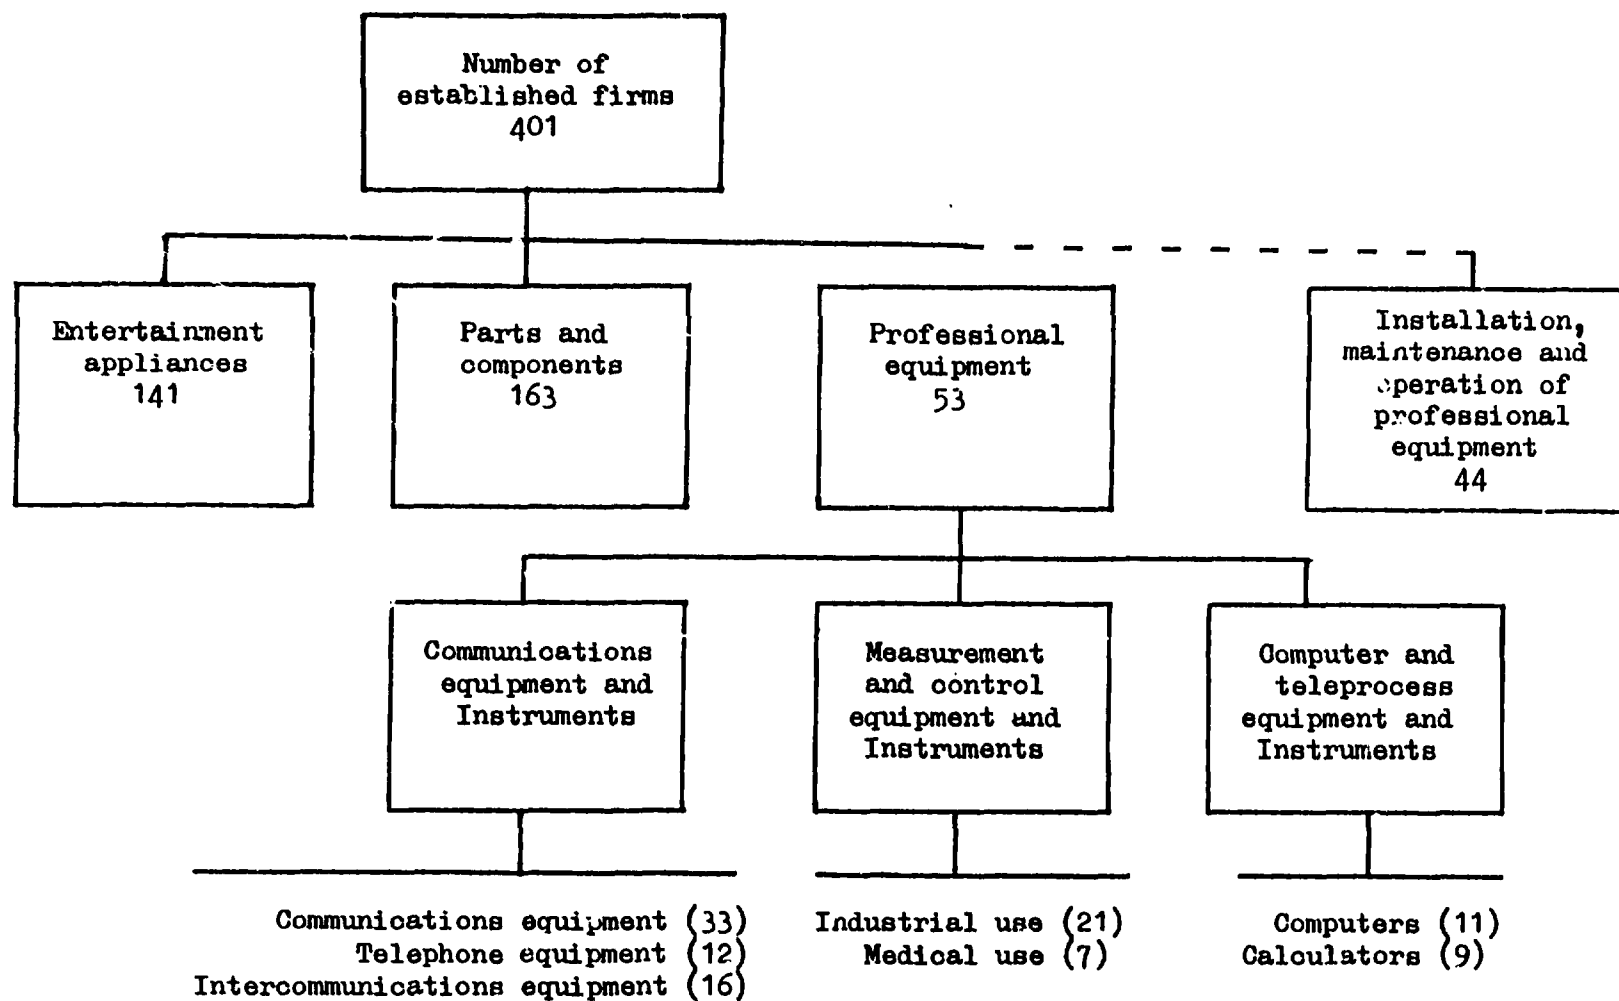 Number of
established firms
401
Entertainment
appliances
141
Parts and
components
163
Professional
equipment
53
Installation,
maintenance and
operation of
professional
equipment
44
Communications
equipment and
Instruments
Measurement
and control
equipment and
Instruments
Computer and
teleprocess
equipment and
Instruments
Communications equipment (33)
Telephone equipment (12)
Intercommunications equipment (16)
Industrial use (21)
Medical use (7)
Computers (11)
Calculators (9)